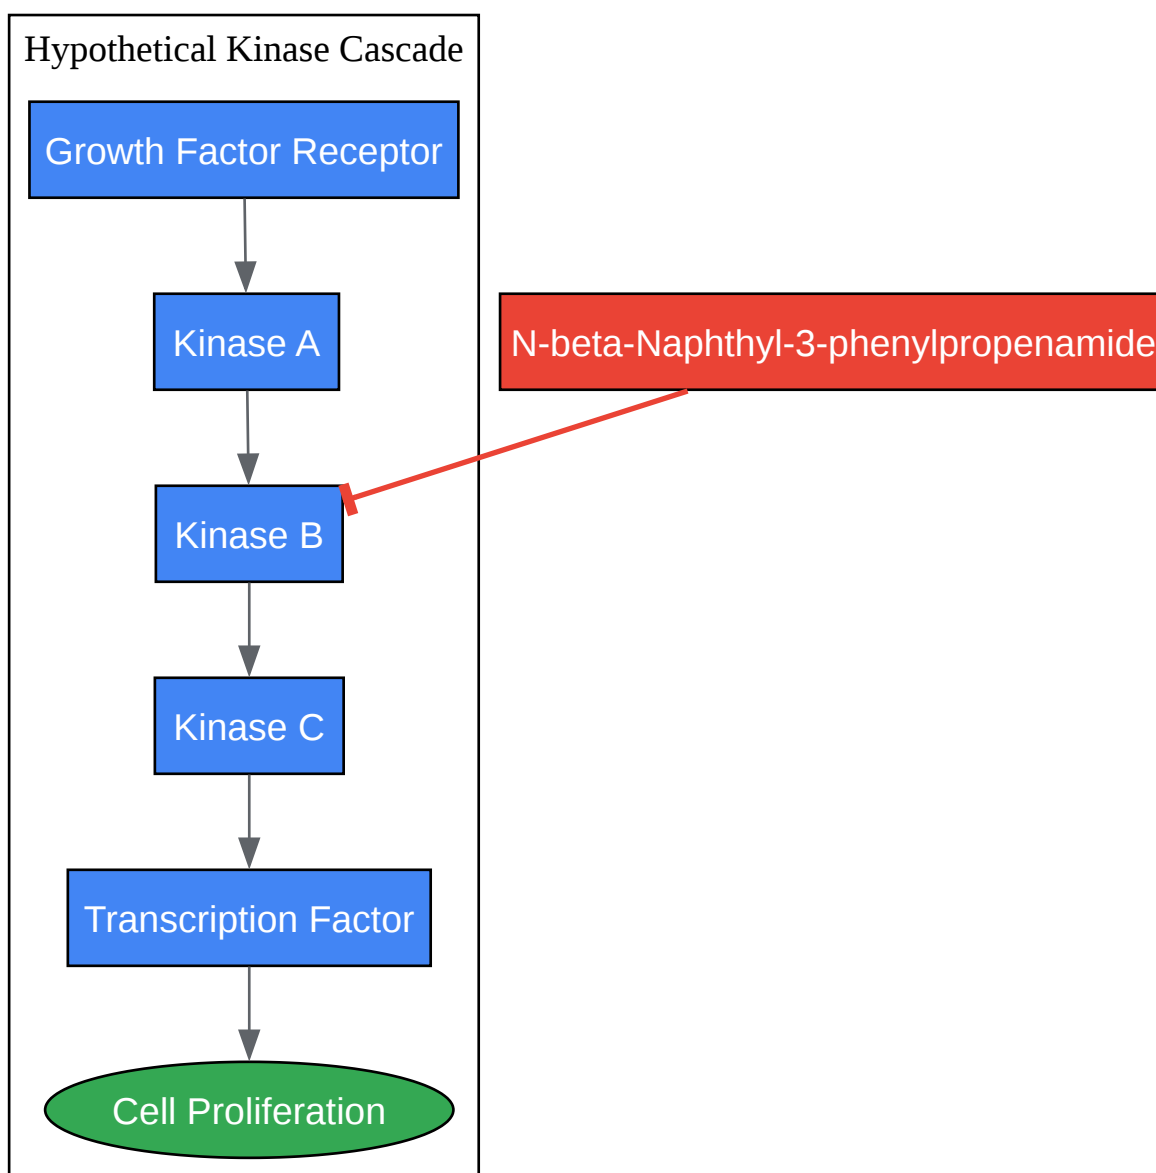 Hypothetical Kinase Cascade
Growth Factor Receptor
Kinase A
N-beta-Naphthyl-3-phenylpropenamide
Kinase B
Kinase C
Transcription Factor
Cell Proliferation